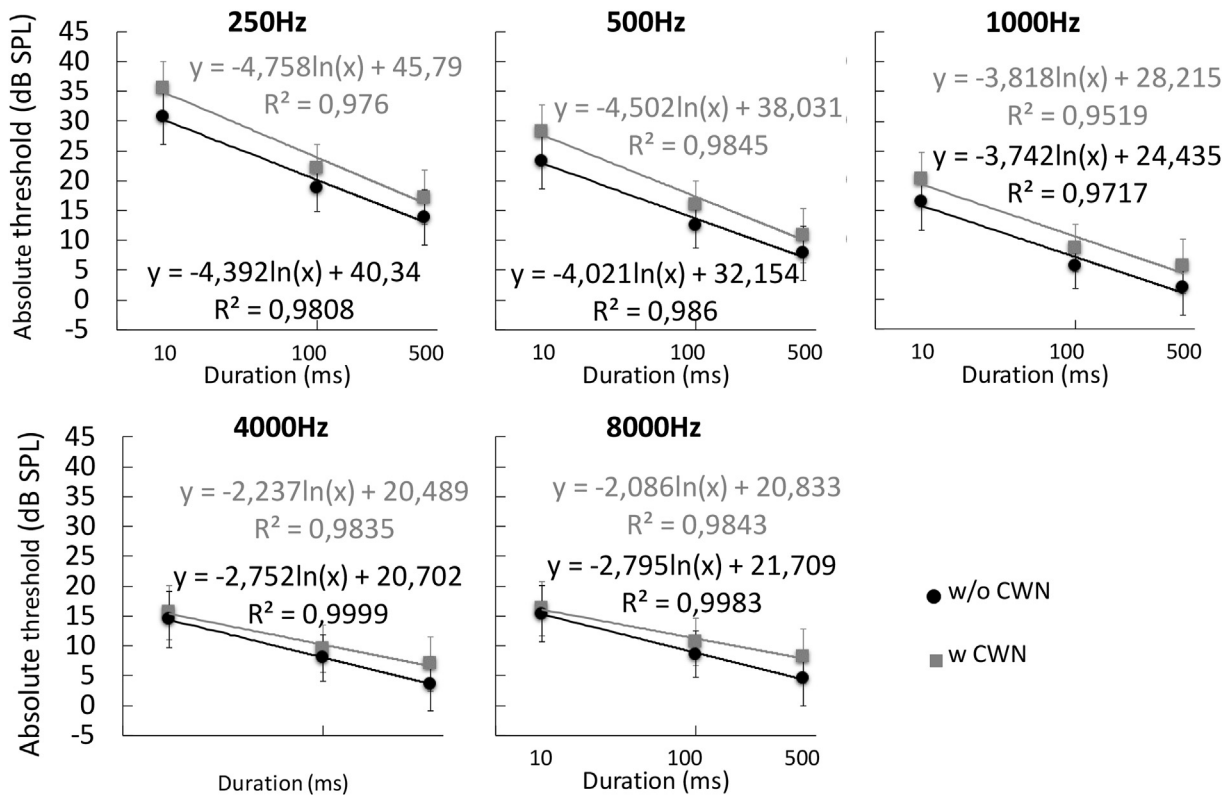 250Hz
Absolute threshold (dB SPL)
45
40
35
30
25
20
15
10
5
0
-5
y = -4,758ln(x) + 45,79
R² = 0,976
y = -4,392ln(x) + 40,34
R² = 0,9808
10 100 500
Duration (ms)
500Hz
y = -4,502ln(x) + 38,031
R² = 0,9845
y = -4,021ln(x) + 32,154
R² = 0,986
10 100 500
Duration (ms)
1000Hz
y = -3,818ln(x) + 28,215
R² = 0,9519
y = -3,742ln(x) + 24,435
R² = 0,9717
10 100 500
Duration (ms)
4000Hz
Absolute threshold (dB SPL)
45
40
35
30
25
20
15
10
5
0
-5
y = -2,237ln(x) + 20,489
R² = 0,9835
y = -2,752ln(x) + 20,702
R² = 0,9999
Duration (ms)
8000Hz
y = -2,086ln(x) + 20,833
R² = 0,9843
y = -2,795ln(x) + 21,709
R² = 0,9983
10 100 500
Duration (ms)
w/o CWN
w CWN